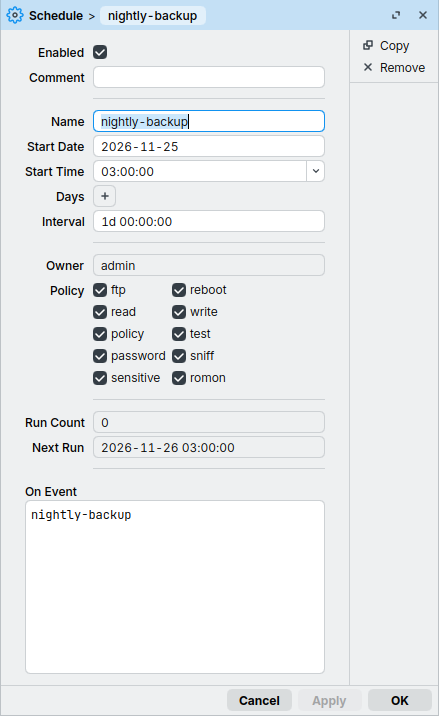 Schedule > nightly-backup
Copy
Remove
Enabled
Comment
Name nightly-backup
Start Date 2026-11-25
Start Time 03:00:00
Days +
Interval 1d 00:00:00
Owner admin
Policy ftp reboot
read write
policy test
password sniff
sensitive romon
Run Count 0
Next Run 2026-11-26 03:00:00
On Event
nightly-backup
Cancel Apply OK